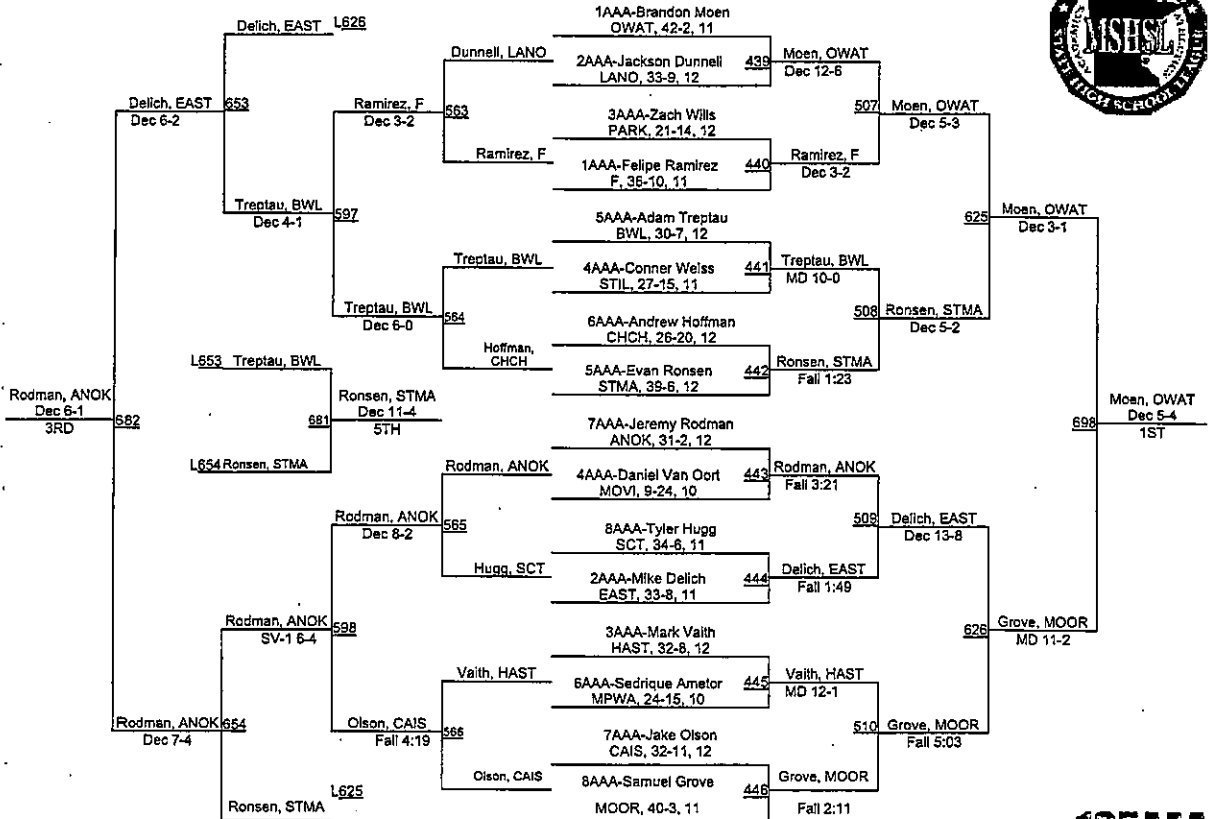 1AAA-Brandon Moen
OWAT, 42-2, 11
Delich, EAST L626
MSHSL
STATE HIGH SCHOOL LEAGUE
Dunnell, LANO
2AAA-Jackson Dunnell
LANO, 33-9, 12
439
Moen, OWAT
Dec 12-6
Delich, EAST
Dec 6-2
653
Ramirez, F
Dec 3-2
563
3AAA-Zach Wills
PARK, 21-14, 12
507
Moen, OWAT
Dec 5-3
Ramirez, F
1AAA-Felipe Ramirez
F, 36-10, 11
440
Ramirez, F
Dec 3-2
Treptau, BWL
Dec 4-1
597
5AAA-Adam Treptau
BWL, 30-7, 12
625
Moen, OWAT
Dec 3-1
Treptau, BWL
4AAA-Conner Weiss
STIL, 27-15, 11
441
Treptau, BWL
MD 10-0
Treptau, BWL
Dec 6-0
564
6AAA-Andrew Hoffman
CHCH, 26-20, 12
508
Ronsen, STMA
Dec 5-2
Hoffman,
CHCH
5AAA-Evan Ronsen
STMA, 39-6, 12
442
Ronsen, STMA
Fall 1:23
L653 Treptau, BWL
Rodman, ANOK
Dec 6-1
3RD
682
681
Ronsen, STMA
Dec 11-4
5TH
7AAA-Jeremy Rodman
ANOK, 31-2, 12
698
Moen, OWAT
Dec 5-4
1ST
L654 Ronsen, STMA
Rodman, ANOK
4AAA-Daniel Van Oort
MOVI, 9-24, 10
443
Rodman, ANOK
Fall 3:21
Rodman, ANOK
Dec 8-2
565
8AAA-Tyler Hugg
SCT, 34-6, 11
509
Delich, EAST
Dec 13-8
Hugg, SCT
2AAA-Mike Delich
EAST, 33-8, 11
444
Delich, EAST
Fall 1:49
Rodman, ANOK
SV-1 6-4
598
3AAA-Mark Vaith
HAST, 32-8, 12
626
Grove, MOOR
MD 11-2
Vaith, HAST
6AAA-Sedrique Ametor
MPWA, 24-15, 10
445
Vaith, HAST
MD 12-1
Rodman, ANOK
Dec 7-4
654
Olson, CAIS
Fall 4:19
566
7AAA-Jake Olson
CAIS, 32-11, 12
510
Grove, MOOR
Fall 5:03
Olson, CAIS
8AAA-Samuel Grove
MOOR, 40-3, 11
446
Grove, MOOR
Fall 2:11
Ronsen, STMA
L625